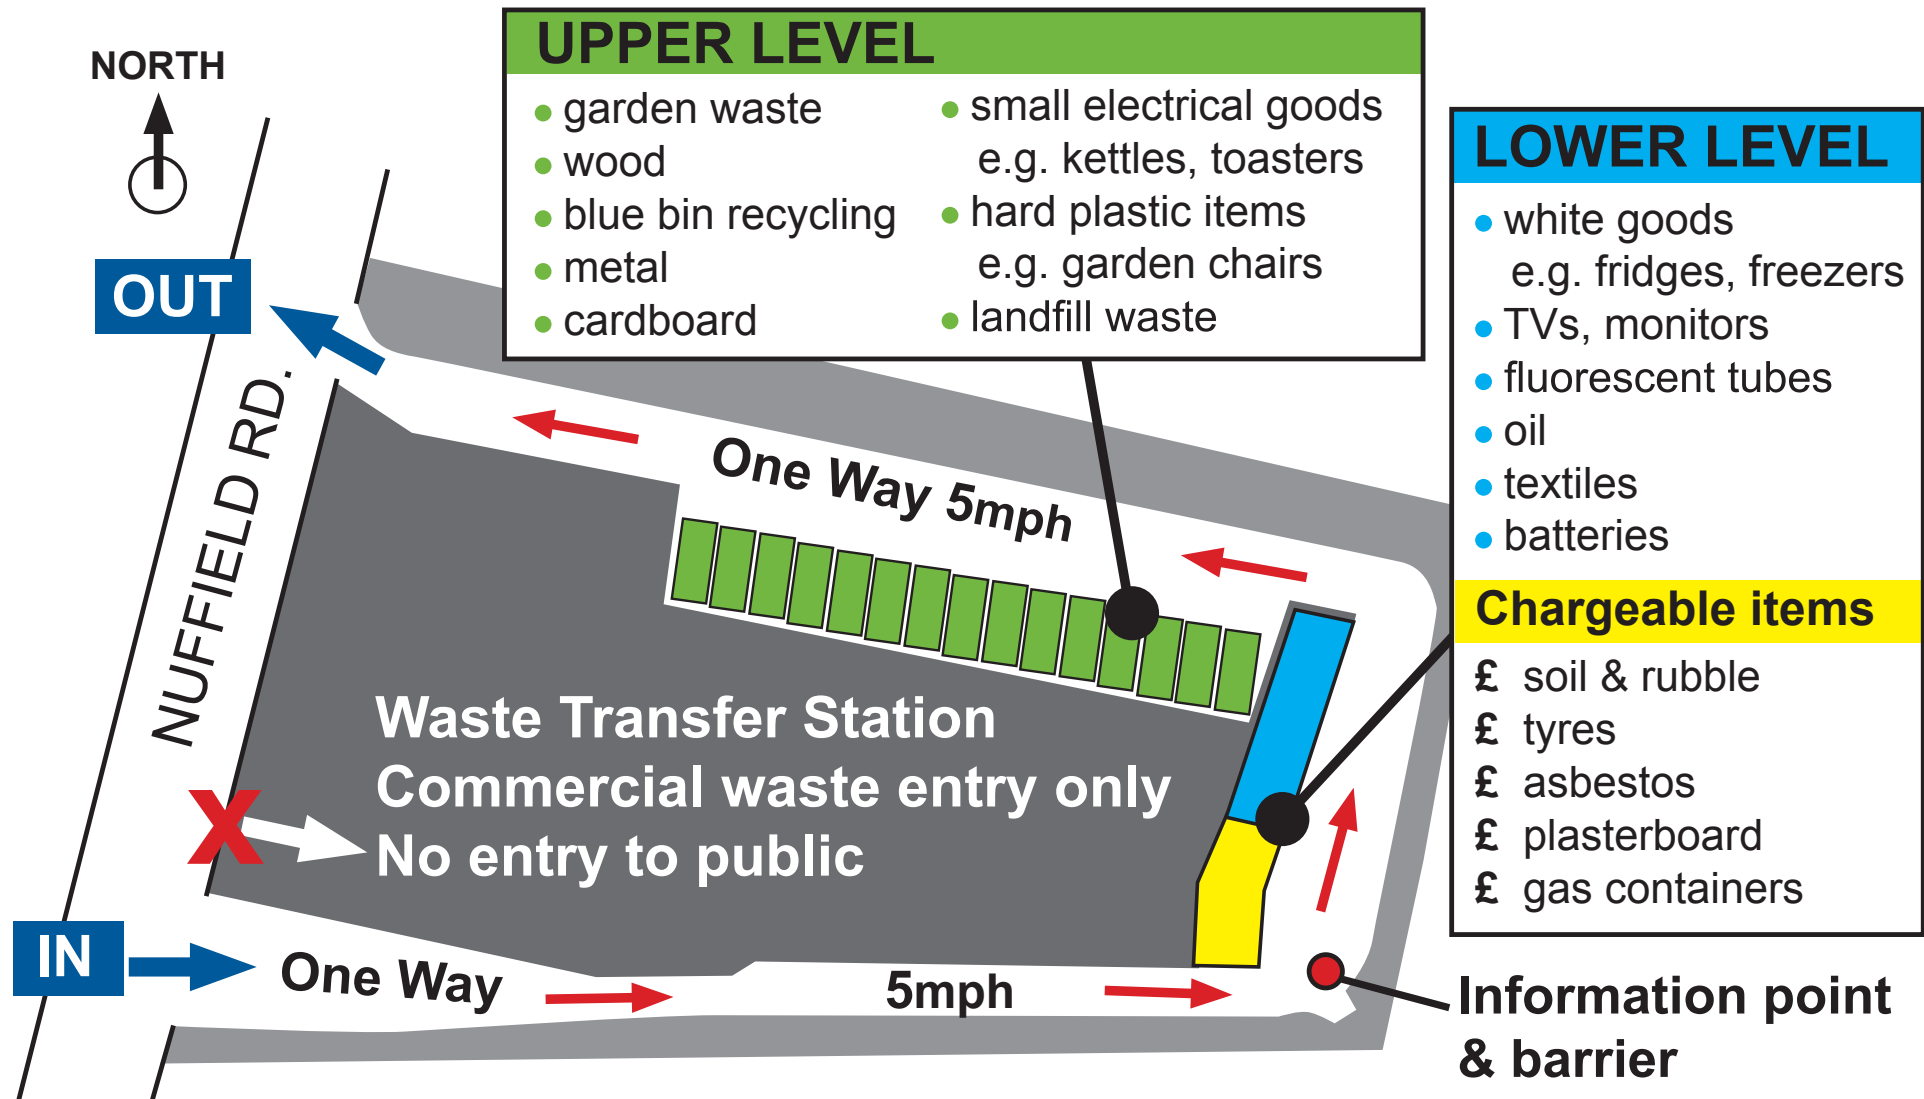 NORTH
OUT
NUFFIELD RD.
IN
UPPER LEVEL
garden waste
wood
blue bin recycling
metal
cardboard
small electrical goods
e.g. kettles, toasters
hard plastic items
e.g. garden chairs
landfill waste
LOWER LEVEL
white goods
e.g. fridges, freezers
TVs, monitors
fluorescent tubes
oil
textiles
batteries
Chargeable items
£ soil & rubble
£ tyres
£ asbestos
£ plasterboard
£ gas containers
One Way 5mph
Waste Transfer Station
Commercial waste entry only
No entry to public
X
One Way
5mph
Information point
& barrier